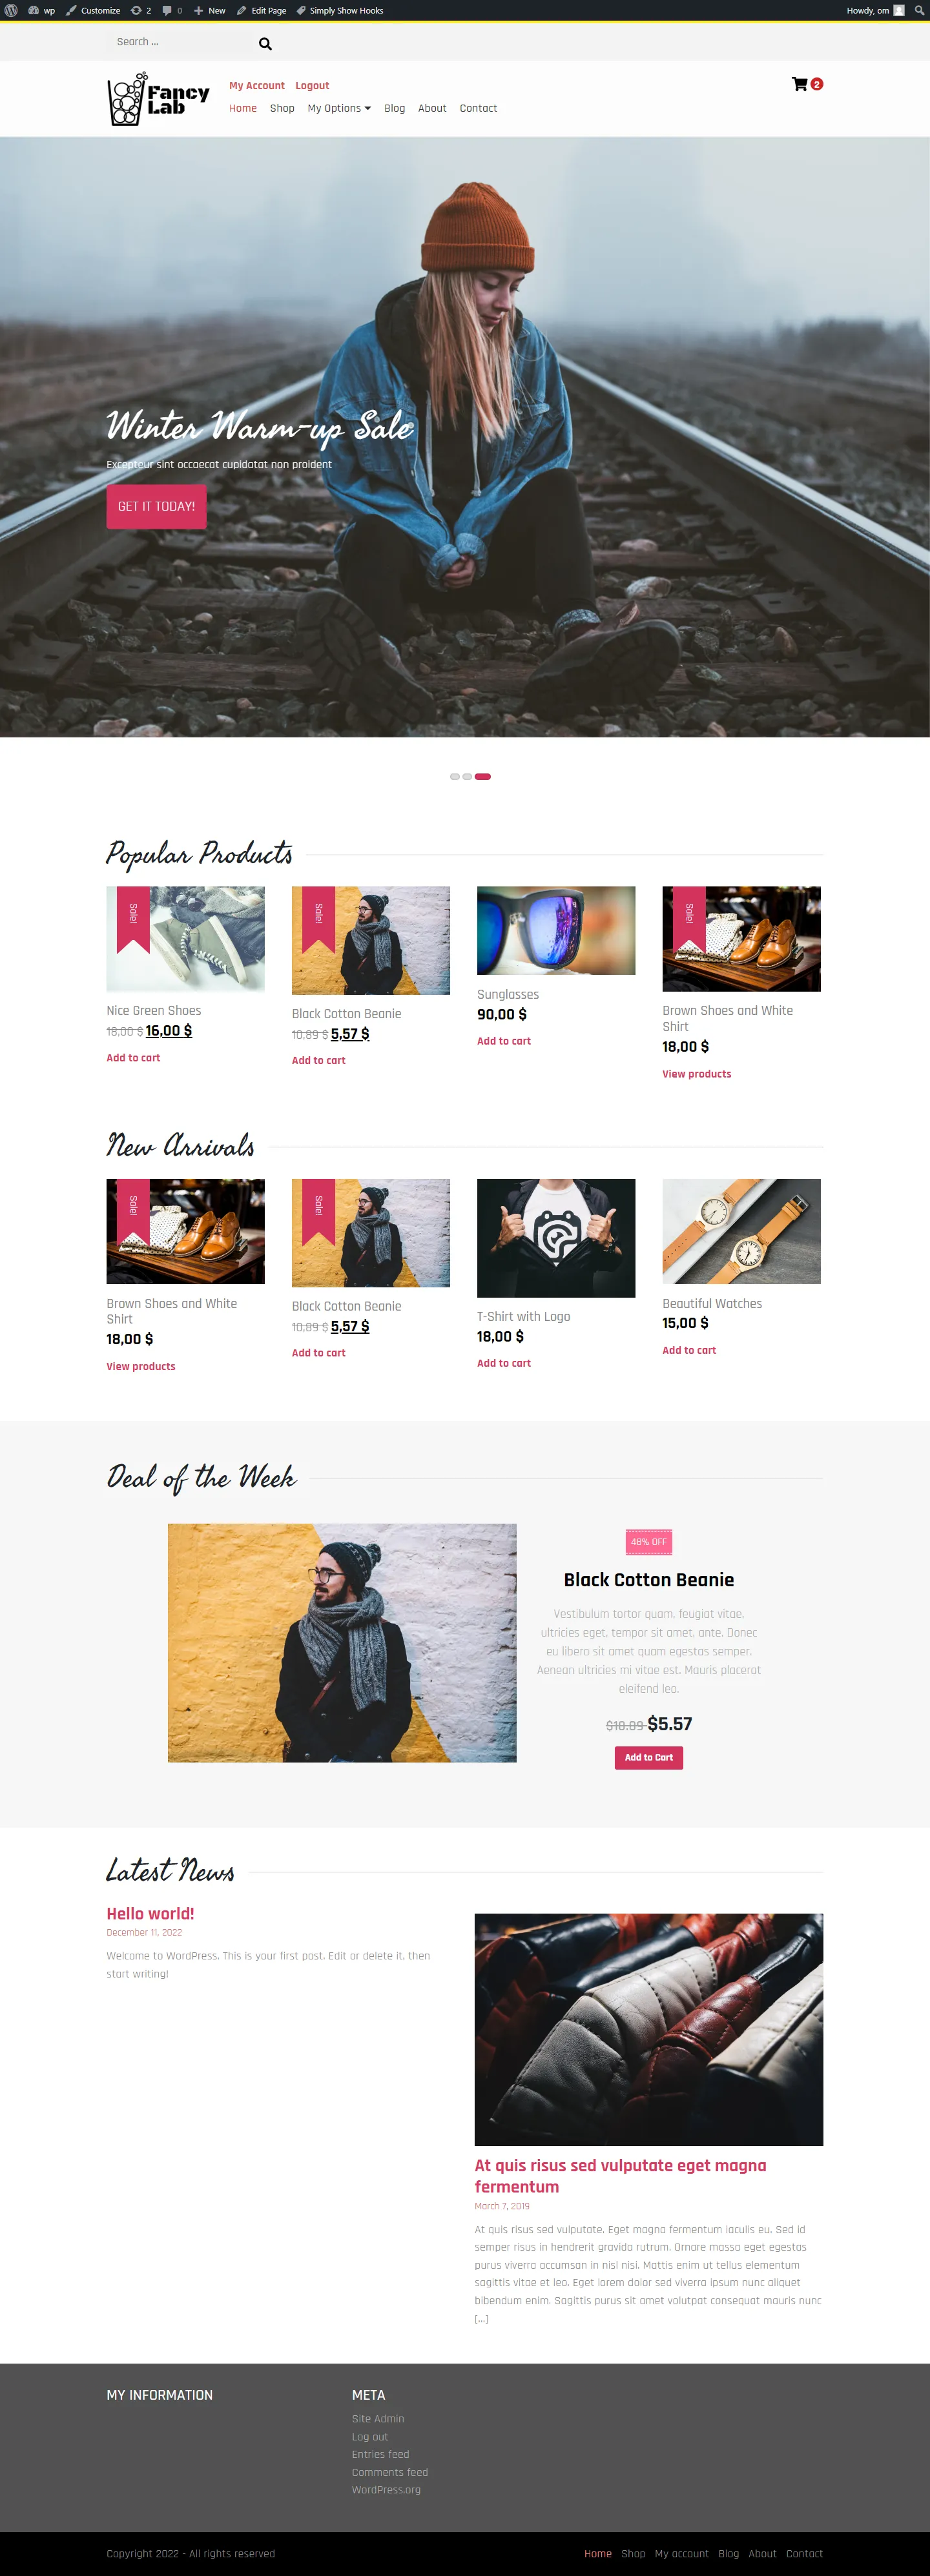 wp Customize 2 0 New Edit Page Simply Show Hooks Howdy, om
Search ...
Fancy
Lab
My Account Logout
2
Home Shop My Options Blog About Contact
Winter Warm-up Sale
Excepteur sint occaecat cupidatat non proident
GET IT TODAY!
Popular Products
Sale!
Sale!
Sale!
Nice Green Shoes
18,00 $ 16,00 $
Add to cart
Black Cotton Beanie
10,89 $ 5,57 $
Add to cart
Sunglasses
90,00 $
Add to cart
Brown Shoes and White
Shirt
18,00 $
View products
New Arrivals
Sale!
Sale!
Brown Shoes and White
Shirt
18,00 $
View products
Black Cotton Beanie
10,89 $ 5,57 $
Add to cart
T-Shirt with Logo
18,00 $
Add to cart
Beautiful Watches
15,00 $
Add to cart
Deal of the Week
48% OFF
Black Cotton Beanie
Vestibulum tortor quam, feugiat vitae,
ultricies eget, tempor sit amet, ante. Donec
eu libero sit amet quam egestas semper.
Aenean ultricies mi vitae est. Mauris placerat
eleifend leo.
$10.89 $5.57
Add to Cart
Latest News
Hello world!
December 11, 2022
Welcome to WordPress. This is your first post. Edit or delete it, then
start writing!
At quis risus sed vulputate eget magna
fermentum
March 7, 2019
At quis risus sed vulputate. Eget magna fermentum iaculis eu. Sed id
semper risus in hendrerit gravida rutrum. Ornare massa eget egestas
purus viverra accumsan in nisl nisi. Mattis enim ut tellus elementum
sagittis vitae et leo. Eget lorem dolor sed viverra ipsum nunc aliquet
bibendum enim. Sagittis purus sit amet volutpat consequat mauris nunc
[...]
MY INFORMATION
META
Site Admin
Log out
Entries feed
Comments feed
WordPress.org
Copyright 2022 - All rights reserved
Home Shop My account Blog About Contact